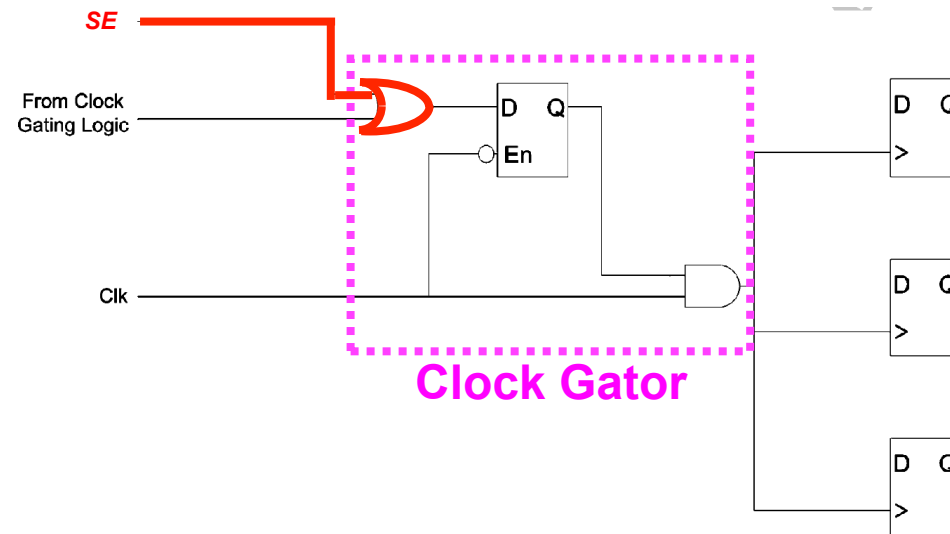 SE
From Clock
Gating Logic
D Q
En
Clk
Clock Gator
D Q
>
D Q
>
D Q
>